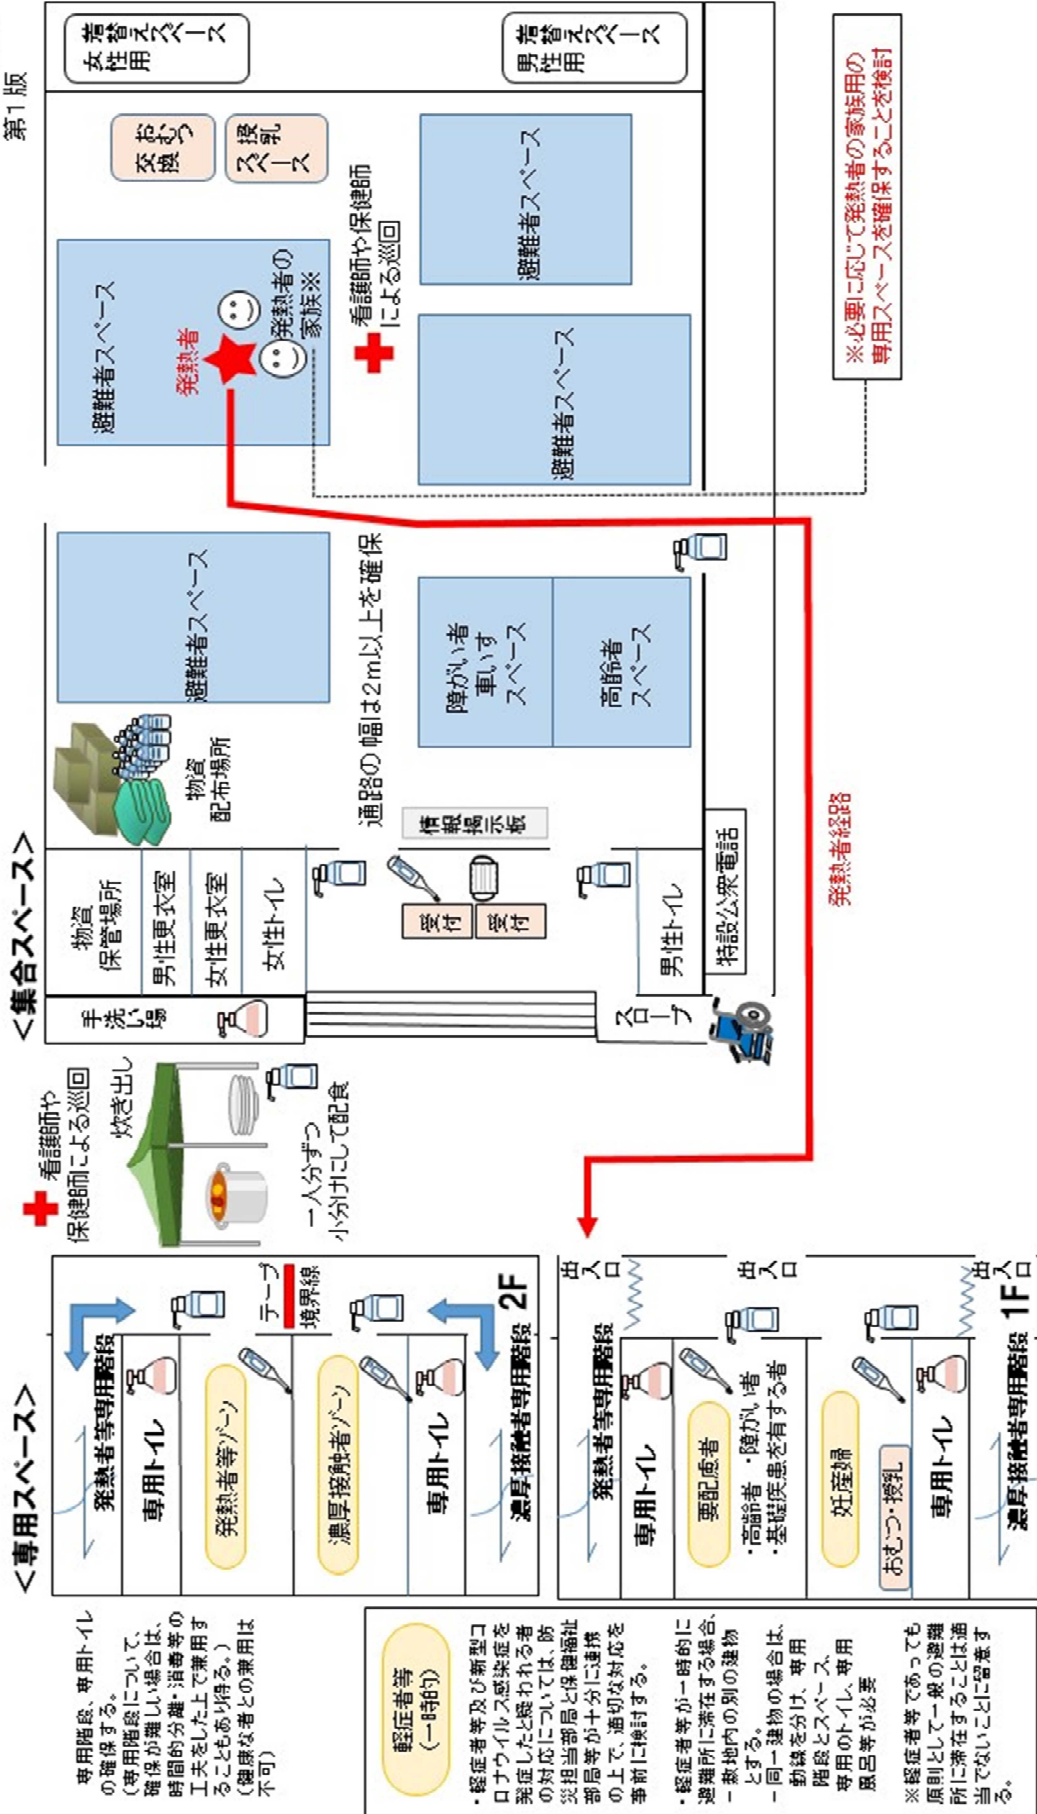 第1版
<専用スペース>
専用階段、専用トイレ
の確保する。
(専用階段について、
確保が難しい場合は、
時間的分離・消毒等の
工夫をした上で兼用す
ることもあり得る。)
(健康な者との兼用は
不可)
発熱者等専用階段
専用トイレ
発熱者等ゾーン
濃厚接触者ゾーン
専用トイレ
濃厚接触者専用階段
テープ
境界線
2F
看護師や
保健師による巡回
炊き出し
一人分ずつ
小分けにして配食
軽症者等
(一時的)
・軽症者等及び新型コ
ロナウイルス感染症を
発症したと疑われる者
の対応については、防
災担当部局と保健福祉
部局等が十分に連携
の上で、適切な対応を
事前に検討する。
・軽症者等が一時的に
避難所に滞在する場合、
－敷地内の別の建物
とする。
－同一建物の場合は、
動線を分け、専用
階段とスペース、
専用のトイレ、専用
風呂等が必要
※軽症者等であっても
原則として一般の避難
所に滞在することは適
当でないことに留意す
る。
発熱者等専用階段
専用トイレ
要配慮者
・高齢者 ・障がい者
・基礎疾患を有する者
妊産婦
おむつ・授乳
専用トイレ
濃厚接触者専用階段
出入口
出入口
出入口
1F
<集合スペース>
手洗い場
スロープ
物資
保管場所
男性更衣室
女性更衣室
女性トイレ
受付
受付
男性トイレ
特設公衆電話
物資
配布場所
情報掲示板
避難者スペース
通路の幅は2m以上を確保
障がい者
車いす
スペース
高齢者
スペース
避難者スペース
発熱者
発熱者の
家族※
看護師や保健師
による巡回
避難者スペース
避難者スペース
おむつ
交換
授乳
スペース
着替えスペース
女性用
着替えスペース
男性用
発熱者経路
※必要に応じて発熱者の家族用の
専用スペースを確保することを検討